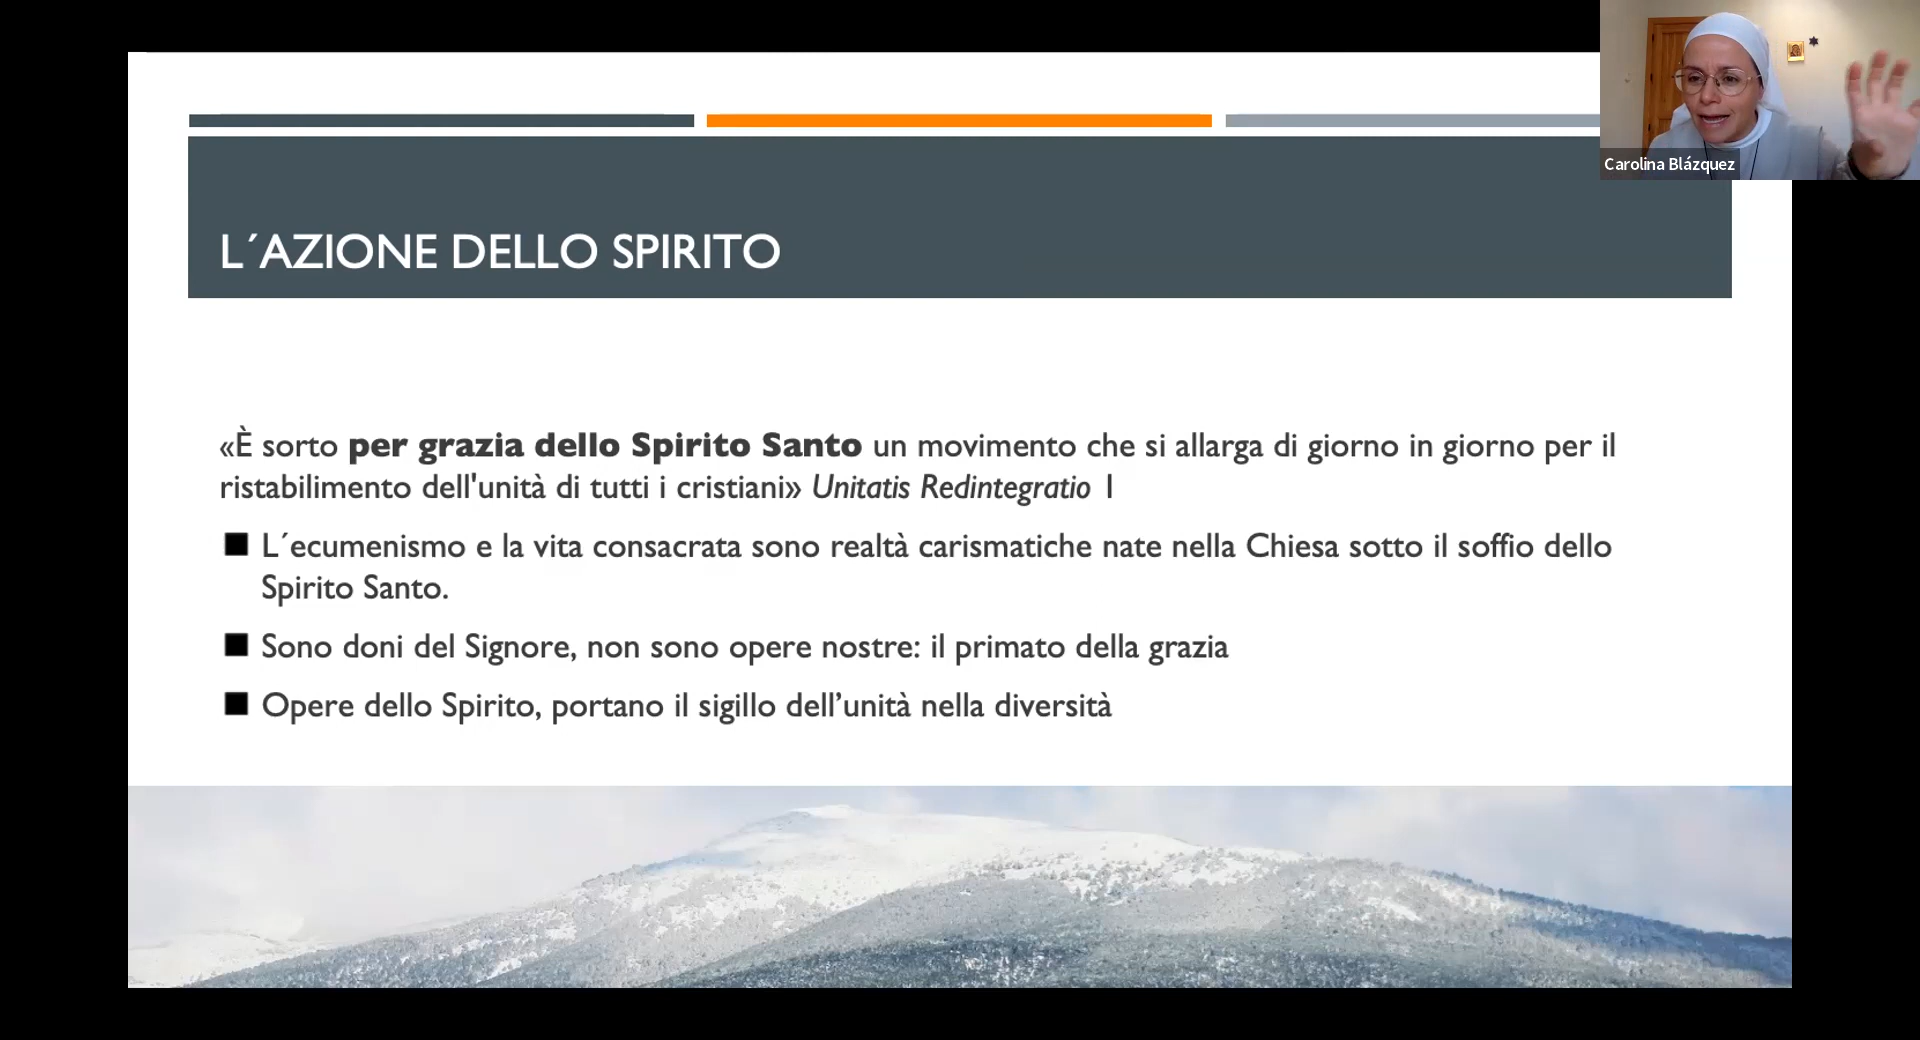 Carolina Blázquez
L´AZIONE DELLO SPIRITO
«È sorto per grazia dello Spirito Santo un movimento che si allarga di giorno in giorno per il
ristabilimento dell'unità di tutti i cristiani» Unitatis Redintegratio 1
L´ecumenismo e la vita consacrata sono realtà carismatiche nate nella Chiesa sotto il soffio dello
Spirito Santo.
Sono doni del Signore, non sono opere nostre: il primato della grazia
Opere dello Spirito, portano il sigillo dell’unità nella diversità